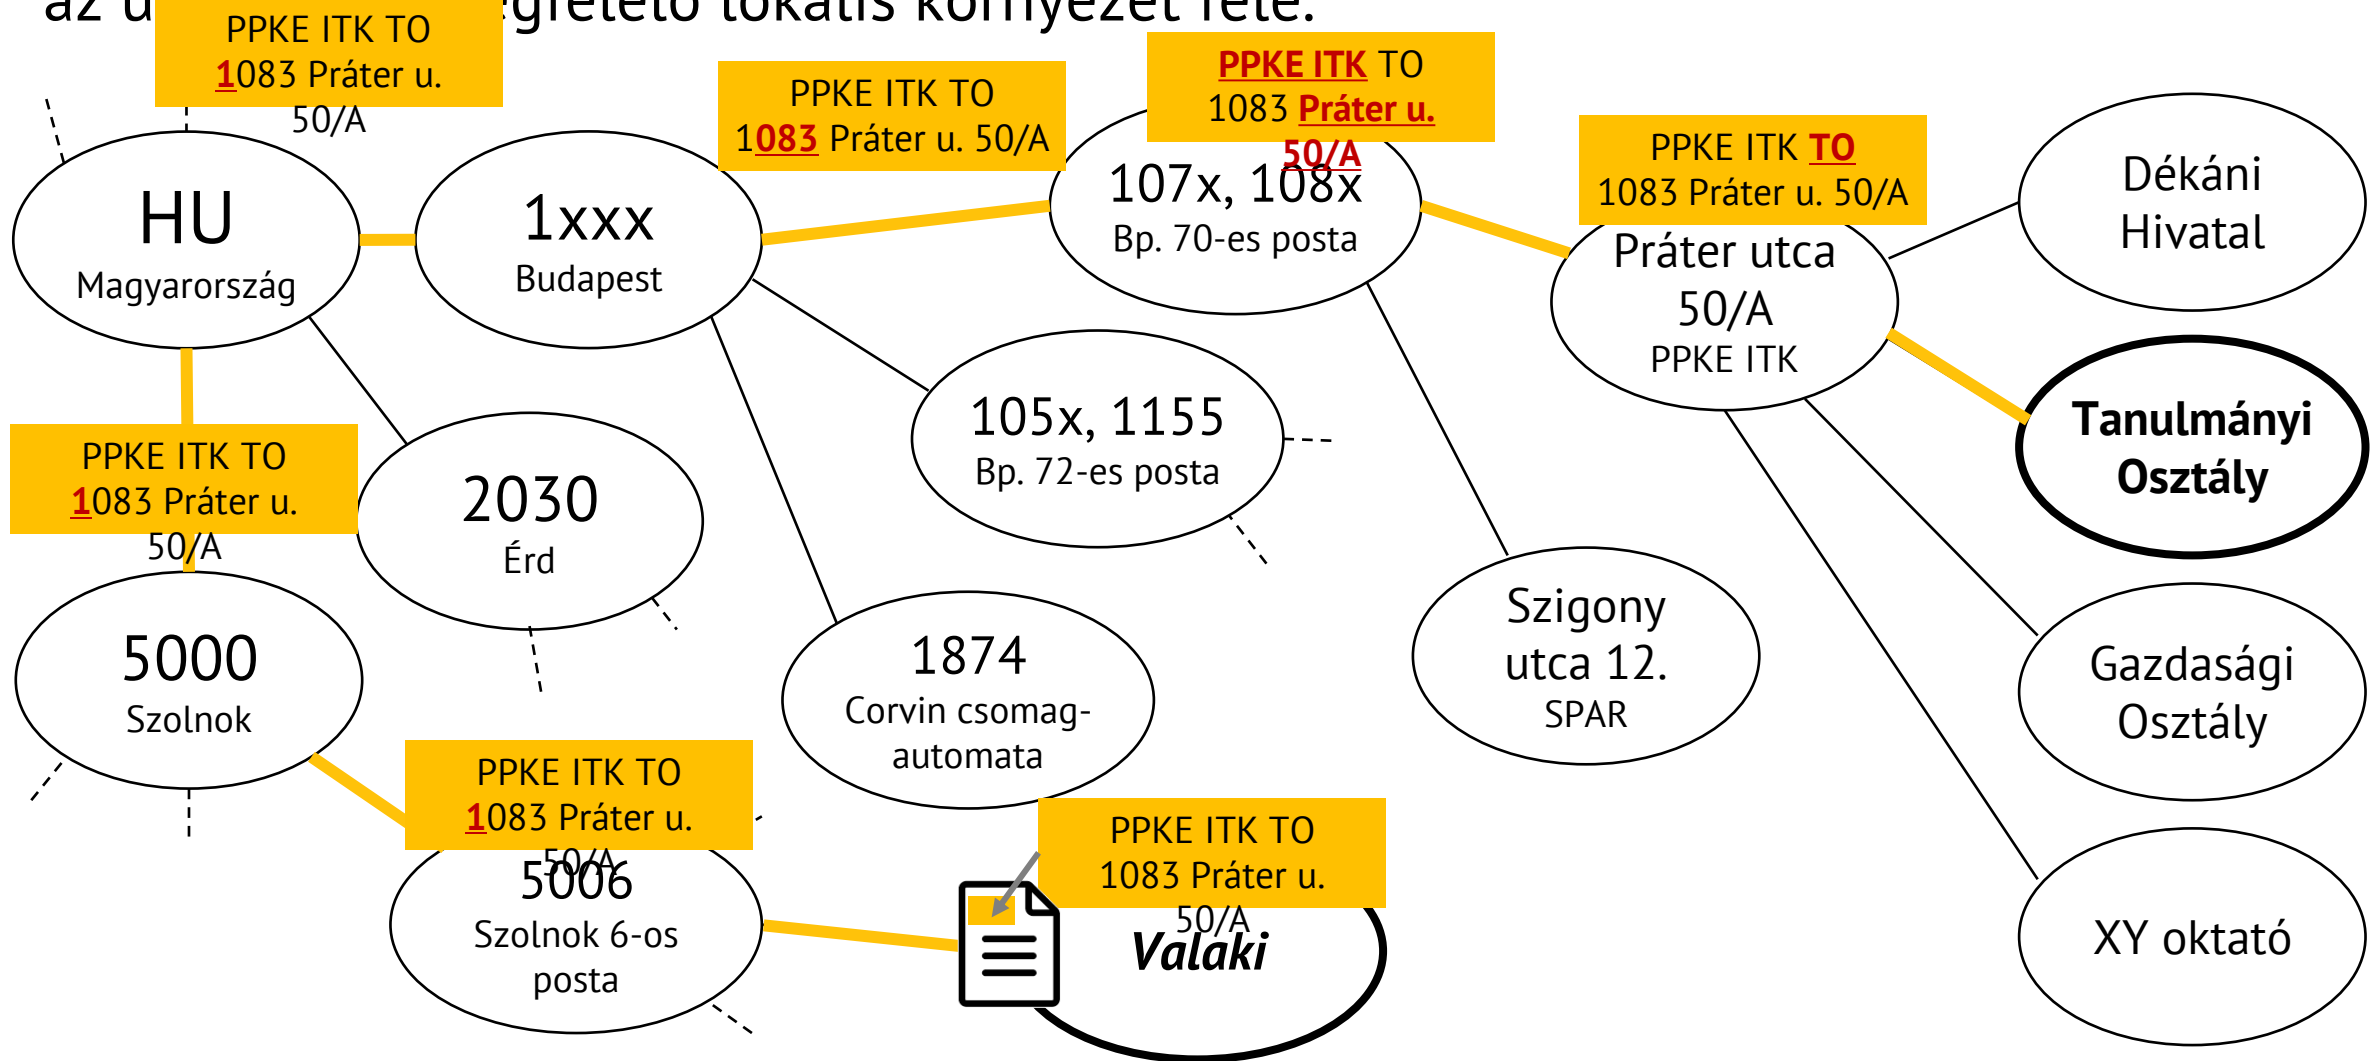 az ú
gfelelő lokális környezet felé.
PPKE ITK TO
1083 Práter u.
50/A
PPKE ITK TO
1083 Práter u. 50/A
PPKE ITK TO
1083 Práter u.
50/A
PPKE ITK TO
1083 Práter u. 50/A
HU
Magyarország
1xxx
Budapest
107x, 108x
Bp. 70-es posta
Práter utca
50/A
PPKE ITK
Dékáni
Hivatal
Tanulmányi
Osztály
105x, 1155
Bp. 72-es posta
PPKE ITK TO
1083 Práter u.
50/A
2030
Érd
5000
Szolnok
1874
Corvin csomag-
automata
Szigony
utca 12.
SPAR
Gazdasági
Osztály
PPKE ITK TO
1083 Práter u.
50/A
5006
Szolnok 6-os
posta
PPKE ITK TO
1083 Práter u.
50/A
Valaki
XY oktató